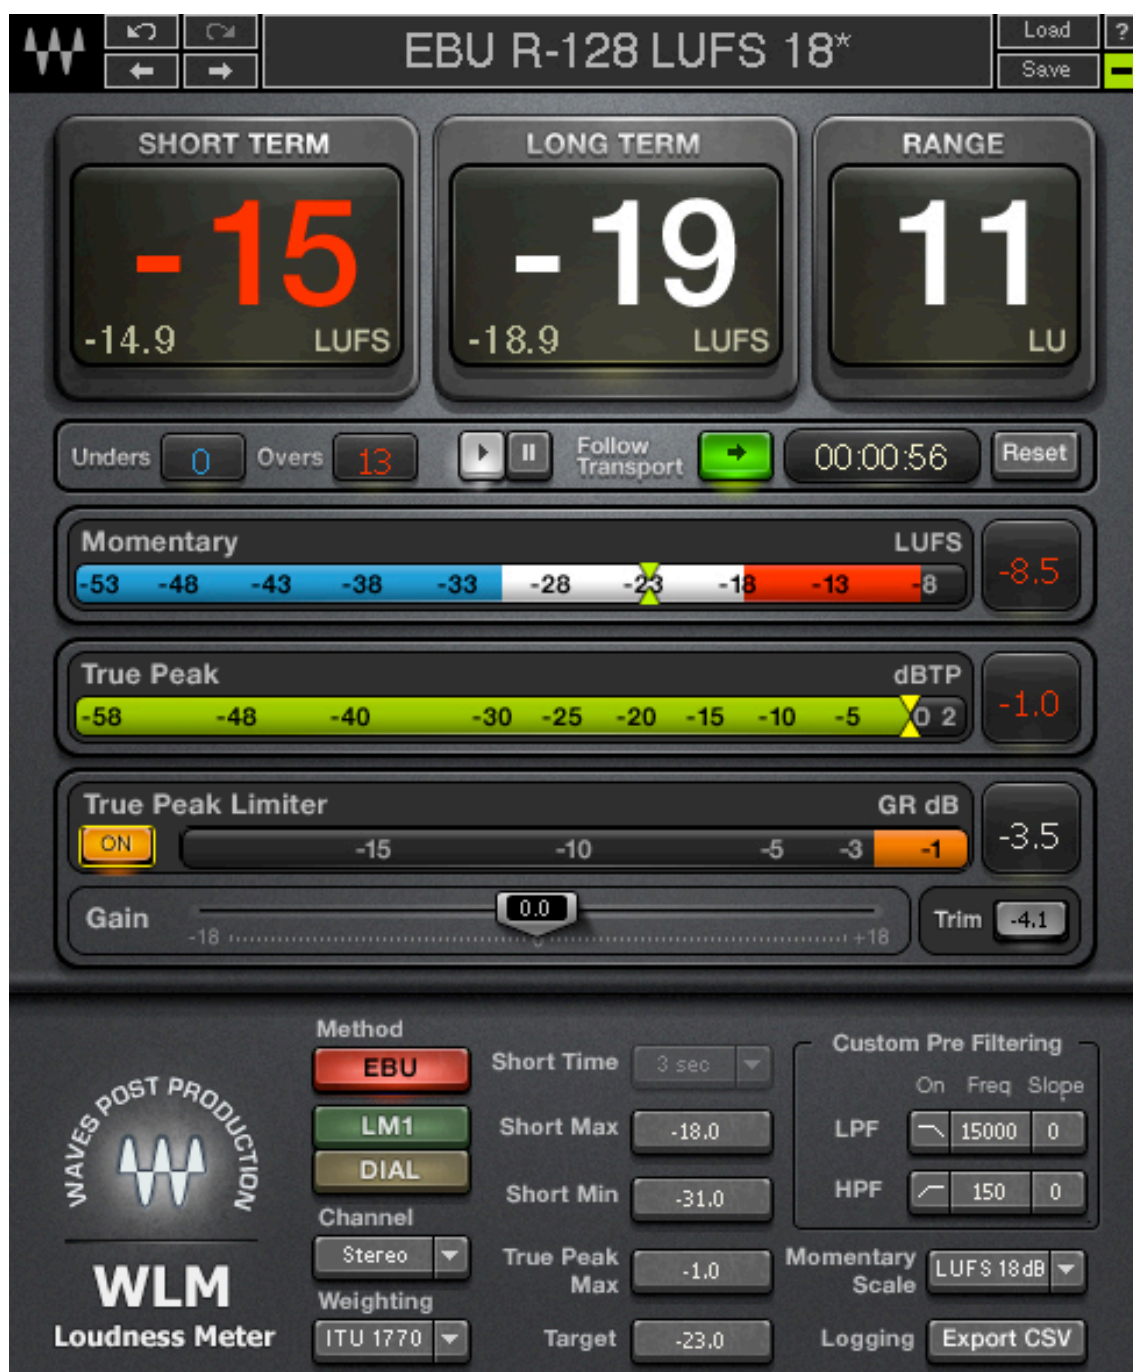 EBU R-128 LUFS 18*
Load
?
Save
SHORT TERM
LONG TERM
RANGE
-15
-19
11
-14.9 LUFS
-18.9 LUFS
LU
Unders 0 Overs 13
Follow Transport
00:00:56
Reset
Momentary
LUFS
-53 -48 -43 -38 -33 -28 -23 -18 -13 -8
-8.5
True Peak
dBTP
-58 -48 -40 -30 -25 -20 -15 -10 -5 0 2
-1.0
True Peak Limiter
GR dB
ON
-15 -10 -5 -3 -1
-3.5
Gain
0.0
-18 0 +18
Trim -4.1
WAVES POST PRODUCTION
WLM
Loudness Meter
Method
EBU
LM1
DIAL
Channel
Stereo
Weighting
ITU 1770
Short Time 3 sec
Short Max -18.0
Short Min -31.0
True Peak Max -1.0
Target -23.0
Custom Pre Filtering
On Freq Slope
LPF 15000 0
HPF 150 0
Momentary Scale LUFS 18dB
Logging Export CSV